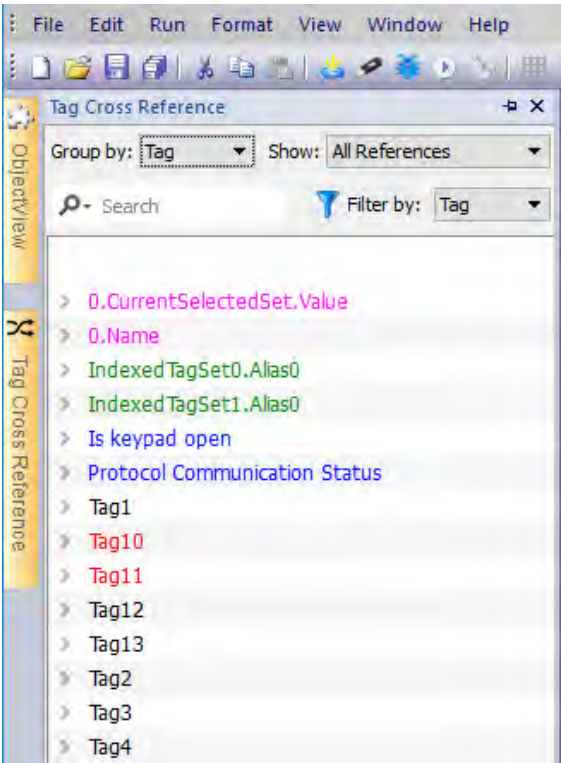 File Edit Run Format View Window Help
Tag Cross Reference
Group by: Tag Show: All References
Search Filter by: Tag
ObjectView
Tag Cross Reference
0.CurrentSelectedSet.Value
0.Name
IndexedTagSet0.Alias0
IndexedTagSet1.Alias0
Is keypad open
Protocol Communication Status
Tag1
Tag10
Tag11
Tag12
Tag13
Tag2
Tag3
Tag4